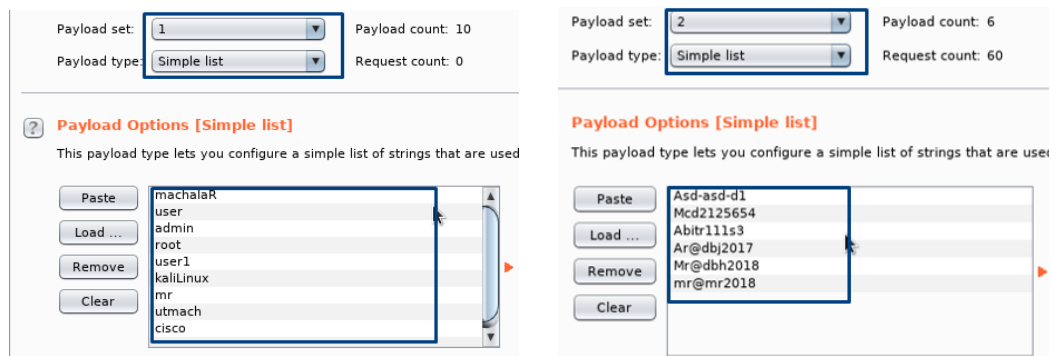 Payload set: 1 Payload count: 10
Payload type: Simple list Request count: 0
? Payload Options [Simple list]
This payload type lets you configure a simple list of strings that are used
Paste
Load ...
Remove
Clear
machalaR
user
admin
root
user1
kaliLinux
mr
utmach
cisco
Payload set: 2 Payload count: 6
Payload type: Simple list Request count: 60
Payload Options [Simple list]
This payload type lets you configure a simple list of strings that are used
Paste
Load ...
Remove
Clear
Asd-asd-d1
Mcd2125654
Abitr111s3
Ar@dbj2017
Mr@dbh2018
mr@mr2018